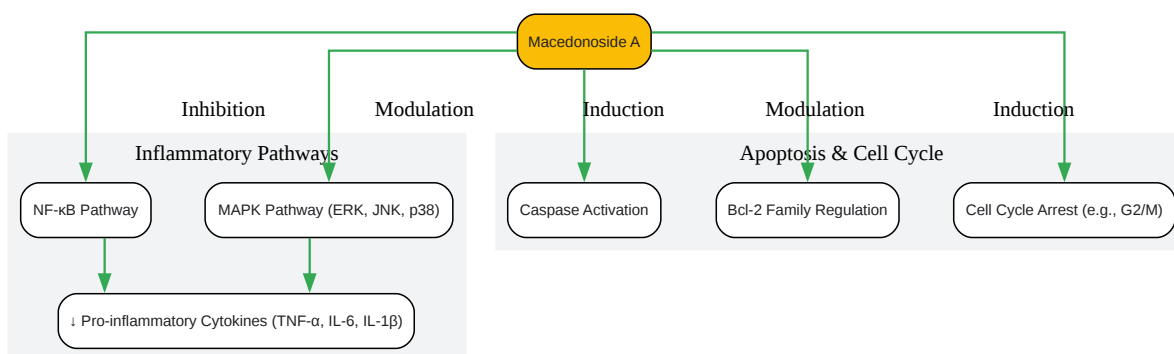 Macedonoside A
Inhibition
Modulation
Induction
Modulation
Induction
Inflammatory Pathways
Apoptosis & Cell Cycle
NF-κB Pathway
MAPK Pathway (ERK, JNK, p38)
Caspase Activation
Bcl-2 Family Regulation
Cell Cycle Arrest (e.g., G2/M)
↓ Pro-inflammatory Cytokines (TNF-α, IL-6, IL-1β)